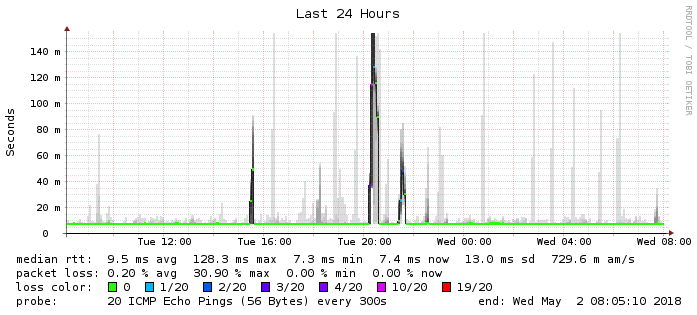 Last 24 Hours
RRDTOOL / TOBI OETIKER
Seconds
140 m
120 m
100 m
80 m
60 m
40 m
20 m
0
Tue 12:00 Tue 16:00 Tue 20:00 Wed 00:00 Wed 04:00 Wed 08:00
median rtt: 9.5 ms avg 128.3 ms max 7.3 ms min 7.4 ms now 13.0 ms sd 729.6 m am/s
packet loss: 0.20 % avg 30.90 % max 0.00 % min 0.00 % now
loss color: 0 1/20 2/20 3/20 4/20 10/20 19/20
probe: 20 ICMP Echo Pings (56 Bytes) every 300s end: Wed May 2 08:05:10 2018